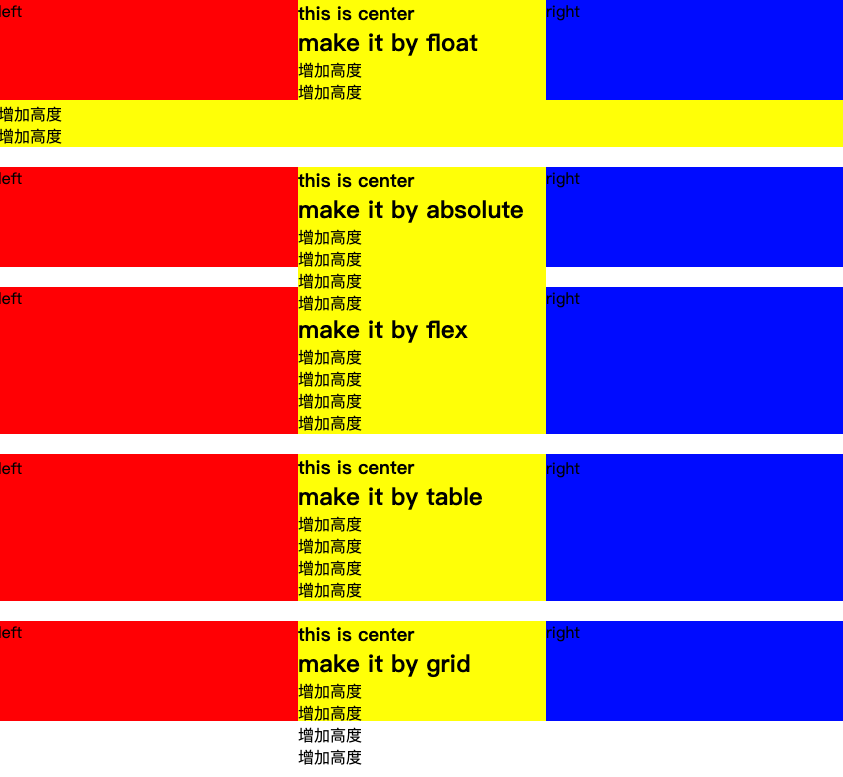 left
this is center
right
make it by float
增加高度
增加高度
增加高度
增加高度
left
this is center
right
make it by absolute
增加高度
增加高度
增加高度
增加高度
left
right
make it by flex
增加高度
增加高度
增加高度
增加高度
left
this is center
right
make it by table
增加高度
增加高度
增加高度
增加高度
left
this is center
right
make it by grid
增加高度
增加高度
增加高度
增加高度